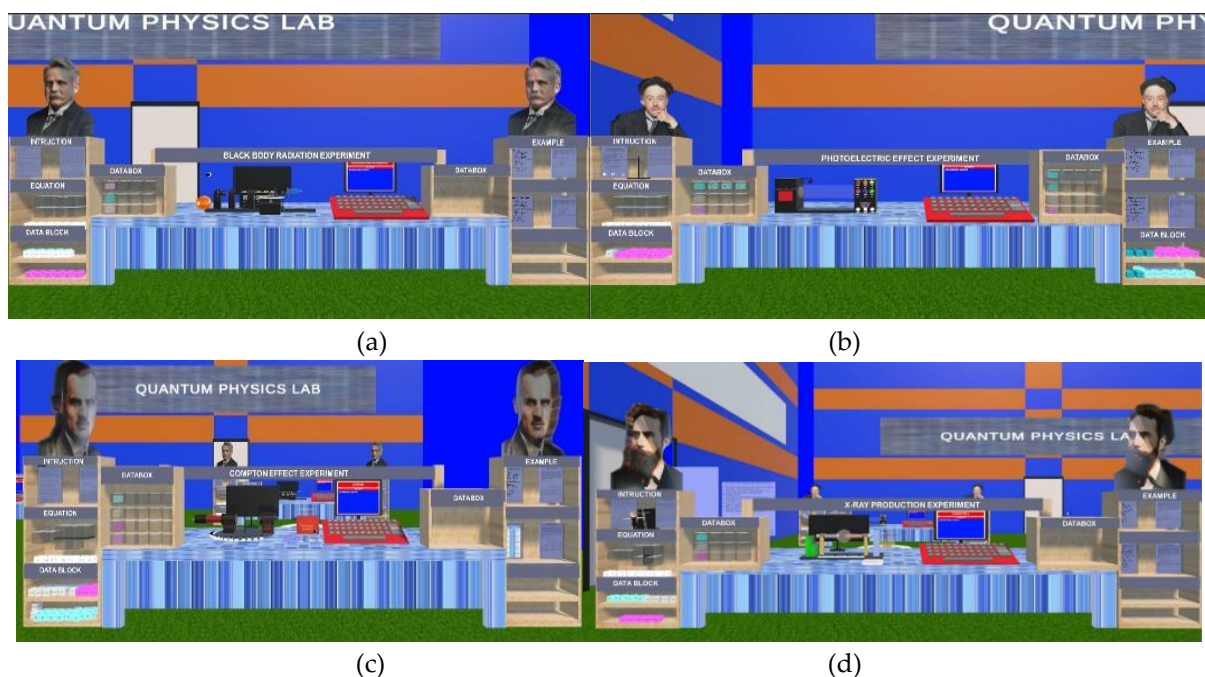 UANTUM PHYSICS LAB
INTRUCTION
EXAMPLE
BLACK BODY RADIATION EXPERIMENT
DATABOX
DATABOX
EQUATION
DATA BLOCK
(a)
QUANTUM PHY
INTRUCTION
EXAMPLE
PHOTOELECTRIC EFFECT EXPERIMENT
DATABOX
DATABOX
EQUATION
DATA BLOCK
DATA BLOCK
(b)
QUANTUM PHYSICS LAB
INTRUCTION
EXAMPLE
COMPTON EFFECT EXPERIMENT
DATABOX
DATABOX
EQUATION
DATA BLOCK
(c)
QUANTUM PHYSICS LA
INTRUCTION
EXAMPLE
X-RAY PRODUCTION EXPERIMENT
DATABOX
DATABOX
EQUATION
DATA BLOCK
(d)